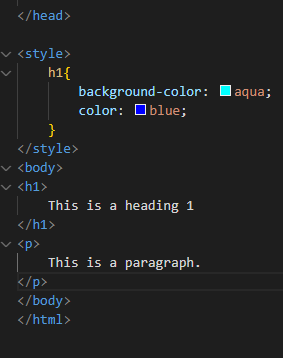 </head>
<style>
h1{
background-color: aqua;
color: blue;
}
</style>
<body>
<h1>
This is a heading 1
</h1>
<p>
This is a paragraph.
</p>
</body>
</html>